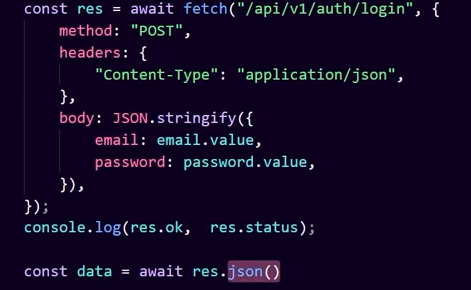 const res = await fetch("/api/v1/auth/login", {
    method: "POST",
    headers: {
        "Content-Type": "application/json",
    },
    body: JSON.stringify({
        email: email.value,
        password: password.value,
    }),
});
console.log(res.ok,  res.status);
const data = await res.json()